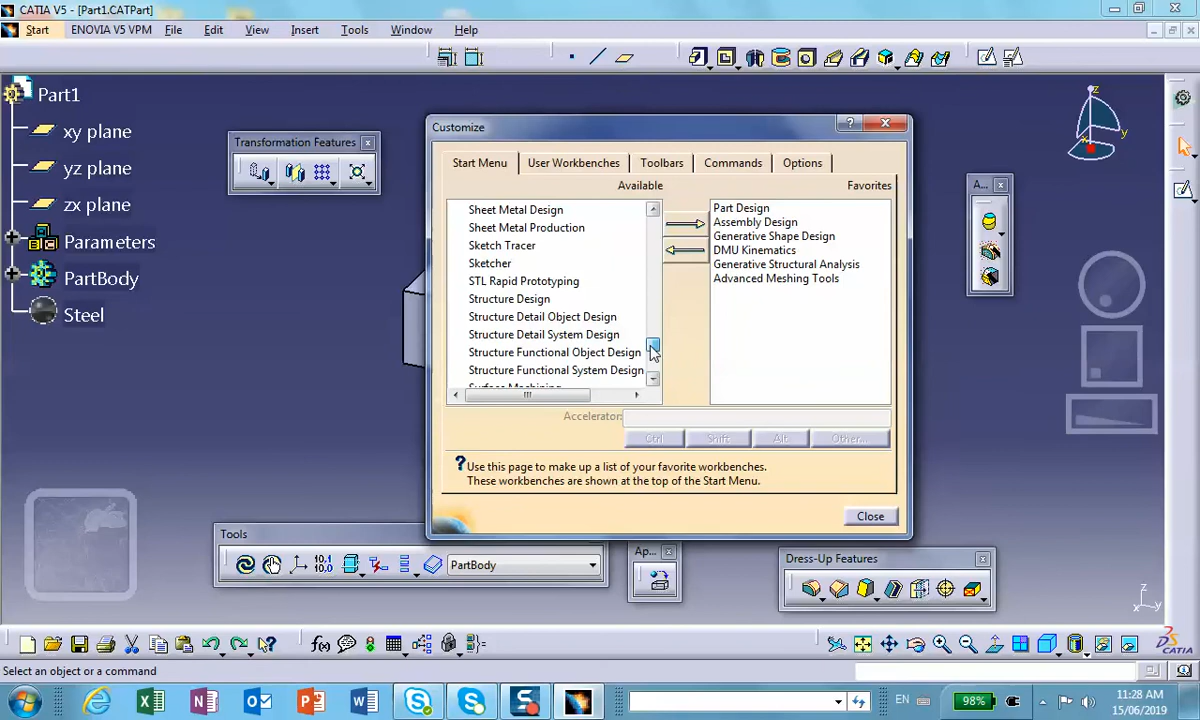 CATIA V5 - [Part1.CATPart]
Start ENOVIA V5 VPM File Edit View Insert Tools Window Help
Part1
xy plane
yz plane
zx plane
Parameters
PartBody
Steel
Transformation Features
Customize
Start Menu User Workbenches Toolbars Commands Options
Available Favorites
Sheet Metal Design
Sheet Metal Production
Sketch Tracer
Sketcher
STL Rapid Prototyping
Structure Design
Structure Detail Object Design
Structure Detail System Design
Structure Functional Object Design
Structure Functional System Design
Surface Machining
Part Design
Assembly Design
Generative Shape Design
DMU Kinematics
Generative Structural Analysis
Advanced Meshing Tools
Accelerator:
Ctrl Shift Alt Other...
Use this page to make up a list of your favorite workbenches.
These workbenches are shown at the top of the Start Menu.
Close
A...
Tools
10.1
PartBody
Ap...
Dress-Up Features
z
y
x
z
y
f(x)
CATIA
Select an object or a command
EN
98%
11:28 AM
15/06/2019